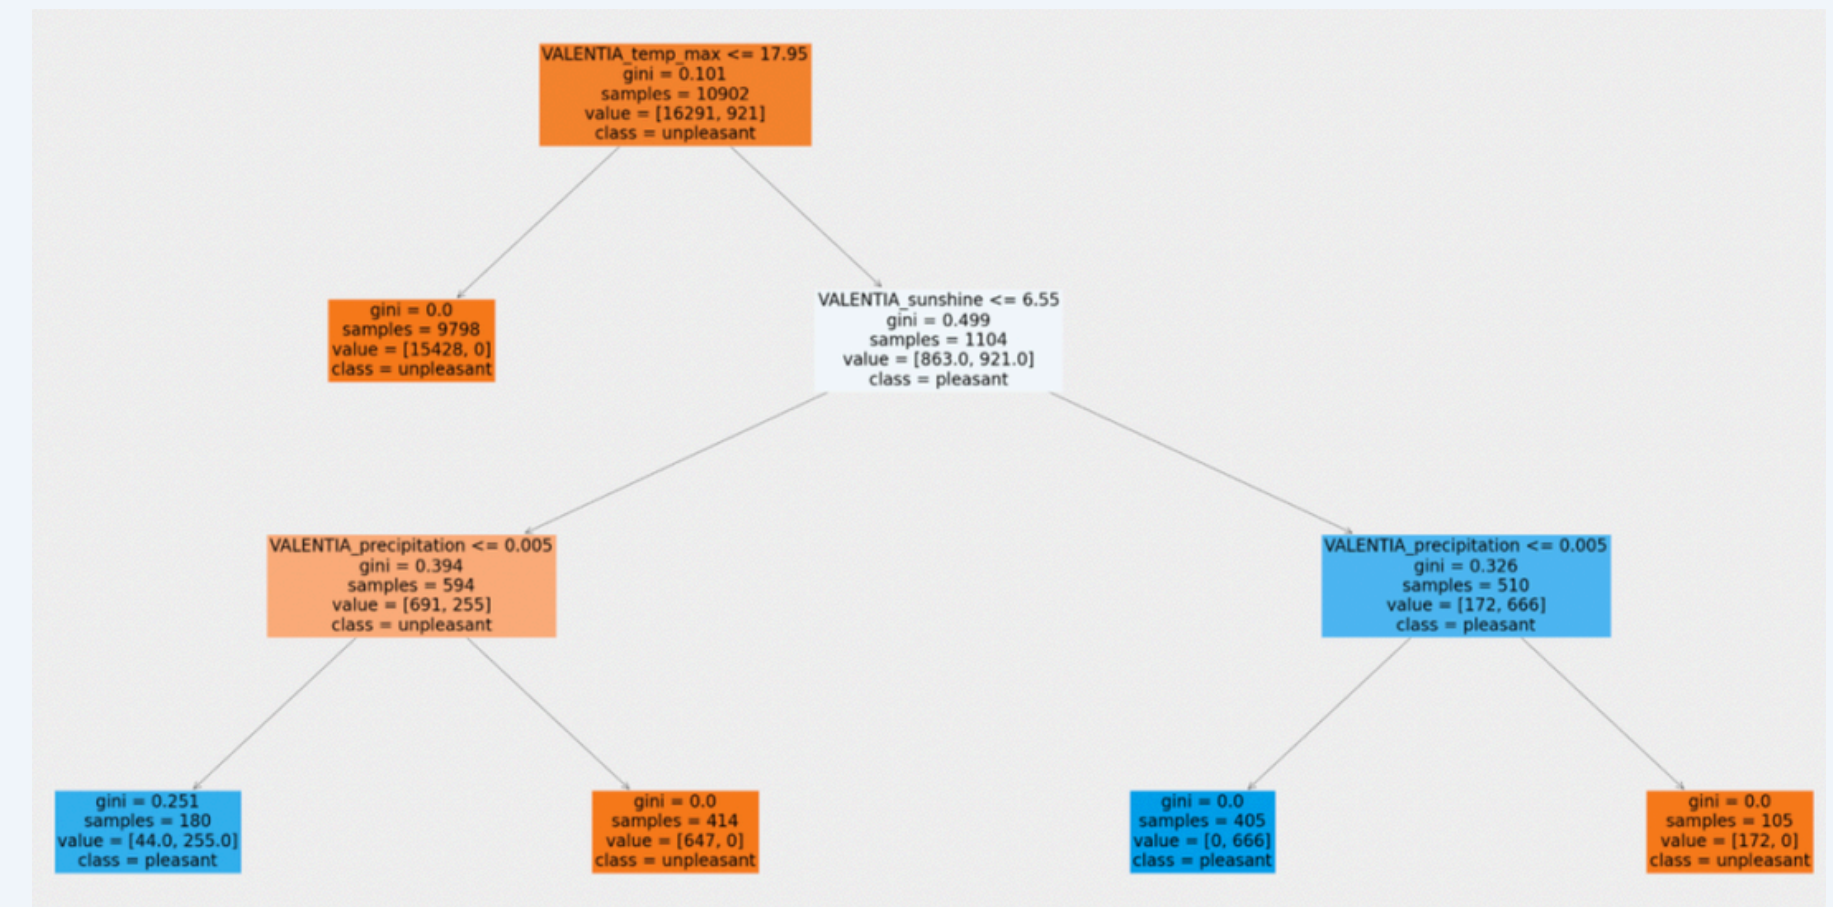 VALENTIA_temp_max <= 17.95
gini = 0.101
samples = 10902
value = [16291, 921]
class = unpleasant
gini = 0.0
samples = 9798
value = [15428, 0]
class = unpleasant
VALENTIA_sunshine <= 6.55
gini = 0.499
samples = 1104
value = [863.0, 921.0]
class = pleasant
VALENTIA_precipitation <= 0.005
gini = 0.394
samples = 594
value = [691, 255]
class = unpleasant
VALENTIA_precipitation <= 0.005
gini = 0.326
samples = 510
value = [172, 666]
class = pleasant
gini = 0.251
samples = 180
value = [44.0, 255.0]
class = pleasant
gini = 0.0
samples = 414
value = [647, 0]
class = unpleasant
gini = 0.0
samples = 405
value = [0, 666]
class = pleasant
gini = 0.0
samples = 105
value = [172, 0]
class = unpleasant